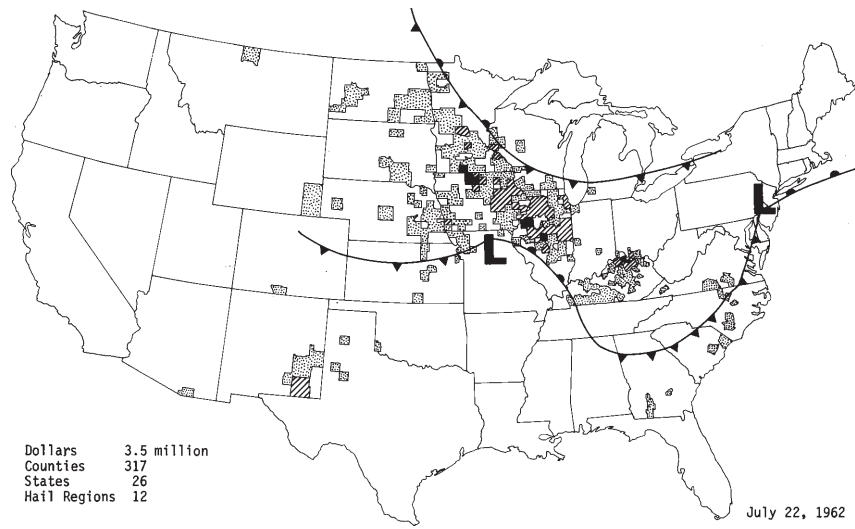 L
L
Dollars 3.5 million
Counties 317
States 26
Hail Regions 12
July 22, 1962